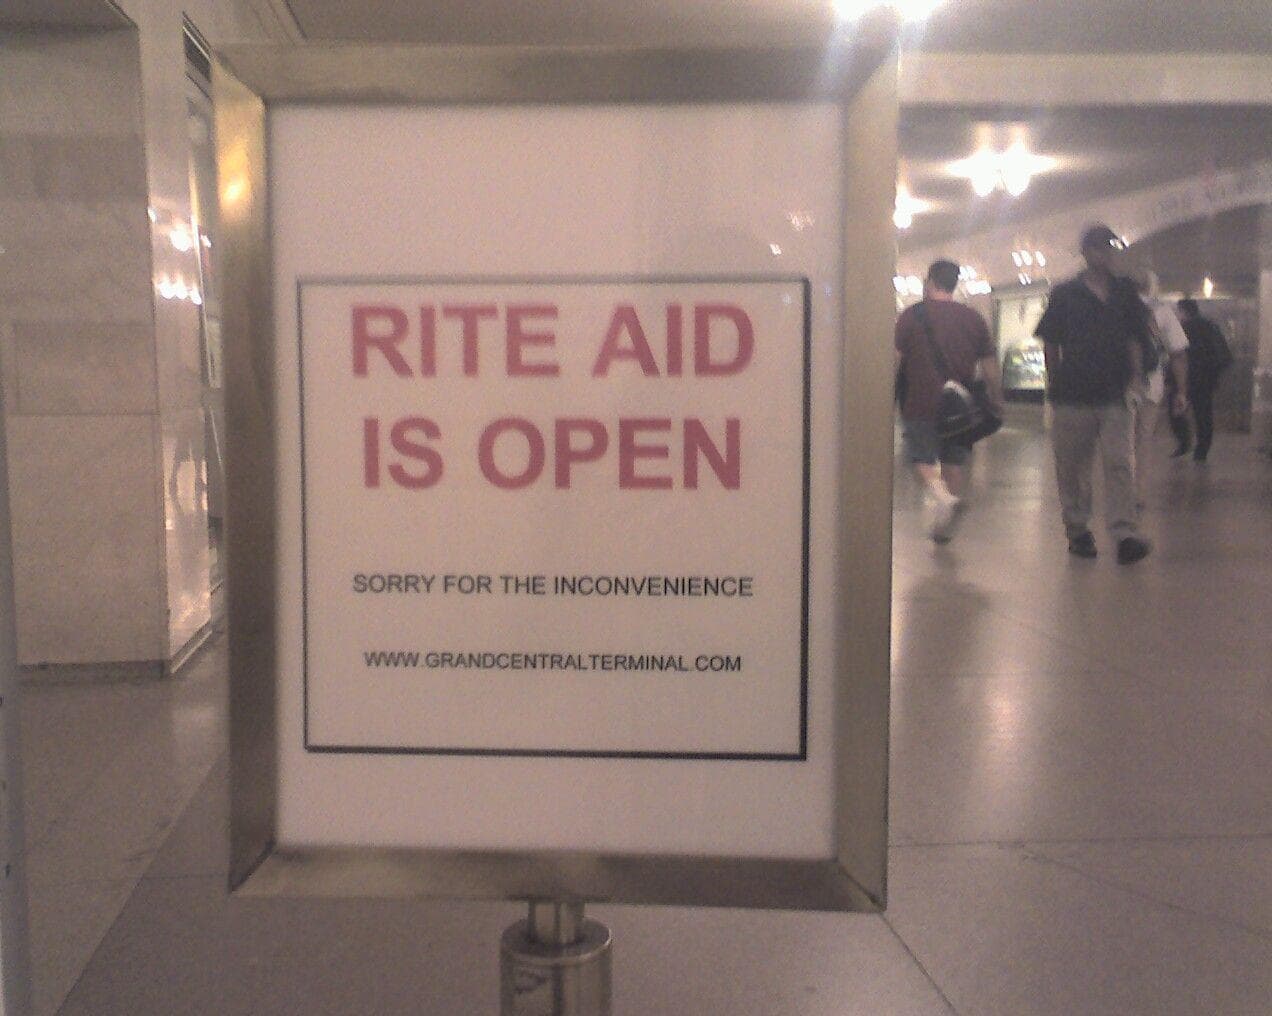 RITE AID
IS OPEN
SORRY FOR THE INCONVENIENCE
WWW.GRANDCENTRALTERMINAL.COM